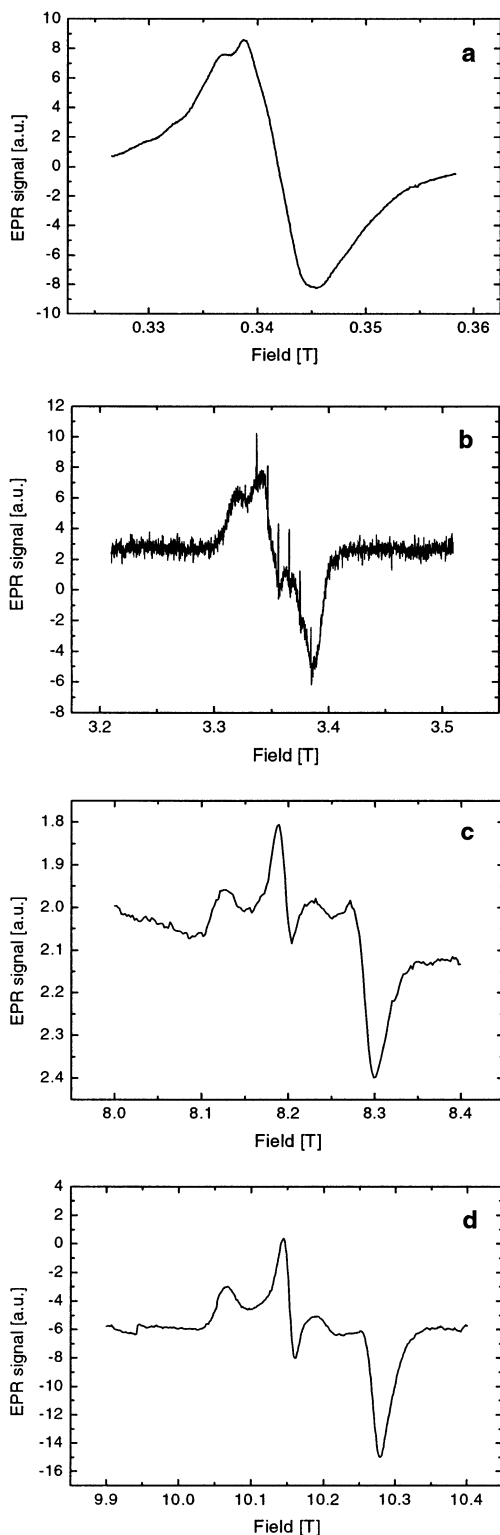 a
8
6
4
2
0
-2
-4
-6
-8
-10
EPR signal [a.u.]
0.33 0.34 0.35 0.36
Field [T]
b
12
10
8
6
4
2
0
-2
-4
-6
-8
EPR signal [a.u.]
3.2 3.3 3.4 3.5
Field [T]
c
1.8
1.9
2.0
2.1
2.2
2.3
2.4
EPR signal [a.u.]
8.0 8.1 8.2 8.3 8.4
Field [T]
d
4
2
0
-2
-4
-6
-8
-10
-12
-14
-16
EPR signal [a.u.]
9.9 10.0 10.1 10.2 10.3 10.4
Field [T]